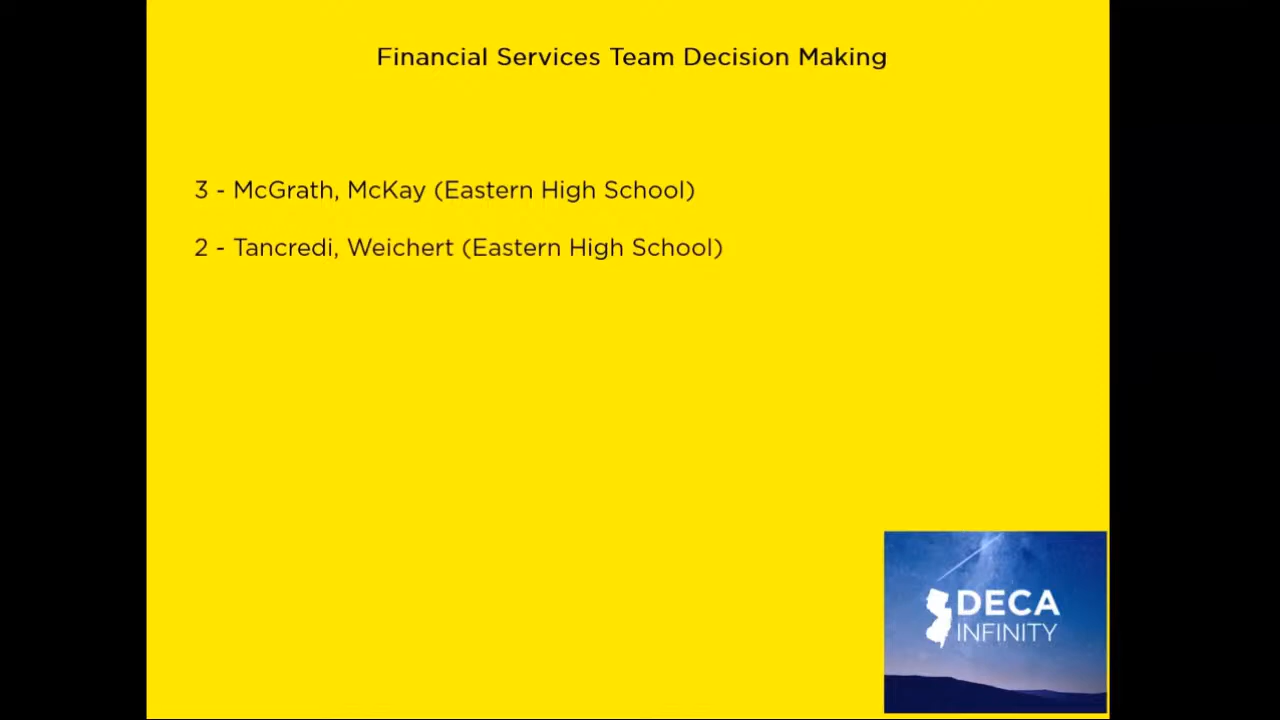 Financial Services Team Decision Making
3 - McGrath, McKay (Eastern High School)
2 - Tancredi, Weichert (Eastern High School)
DECA
INFINITY